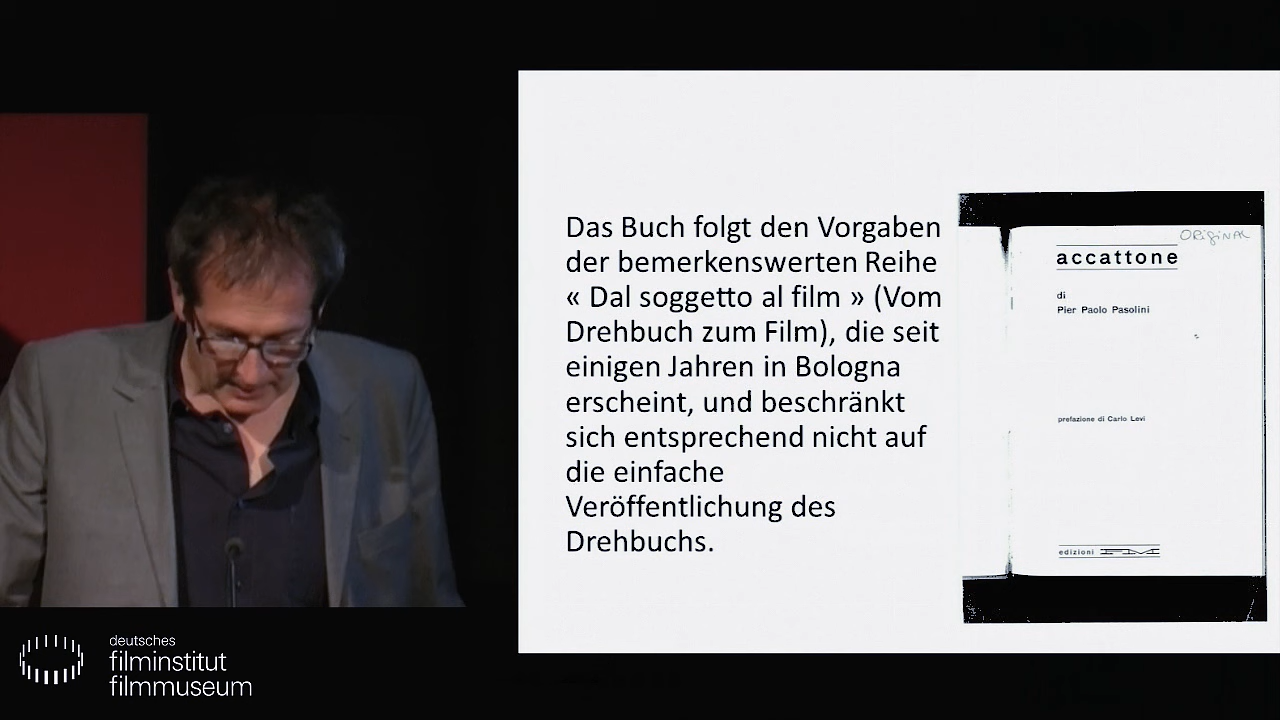 Das Buch folgt den Vorgaben
der bemerkenswerten Reihe
« Dal soggetto al film » (Vom
Drehbuch zum Film), die seit
einigen Jahren in Bologna
erscheint, und beschränkt
sich entsprechend nicht auf
die einfache
Veröffentlichung des
Drehbuchs.
ORIGINAL
accattone
di
Pier Paolo Pasolini
prefazione di Carlo Levi
edizioni FM
deutsches
filminstitut
filmmuseum